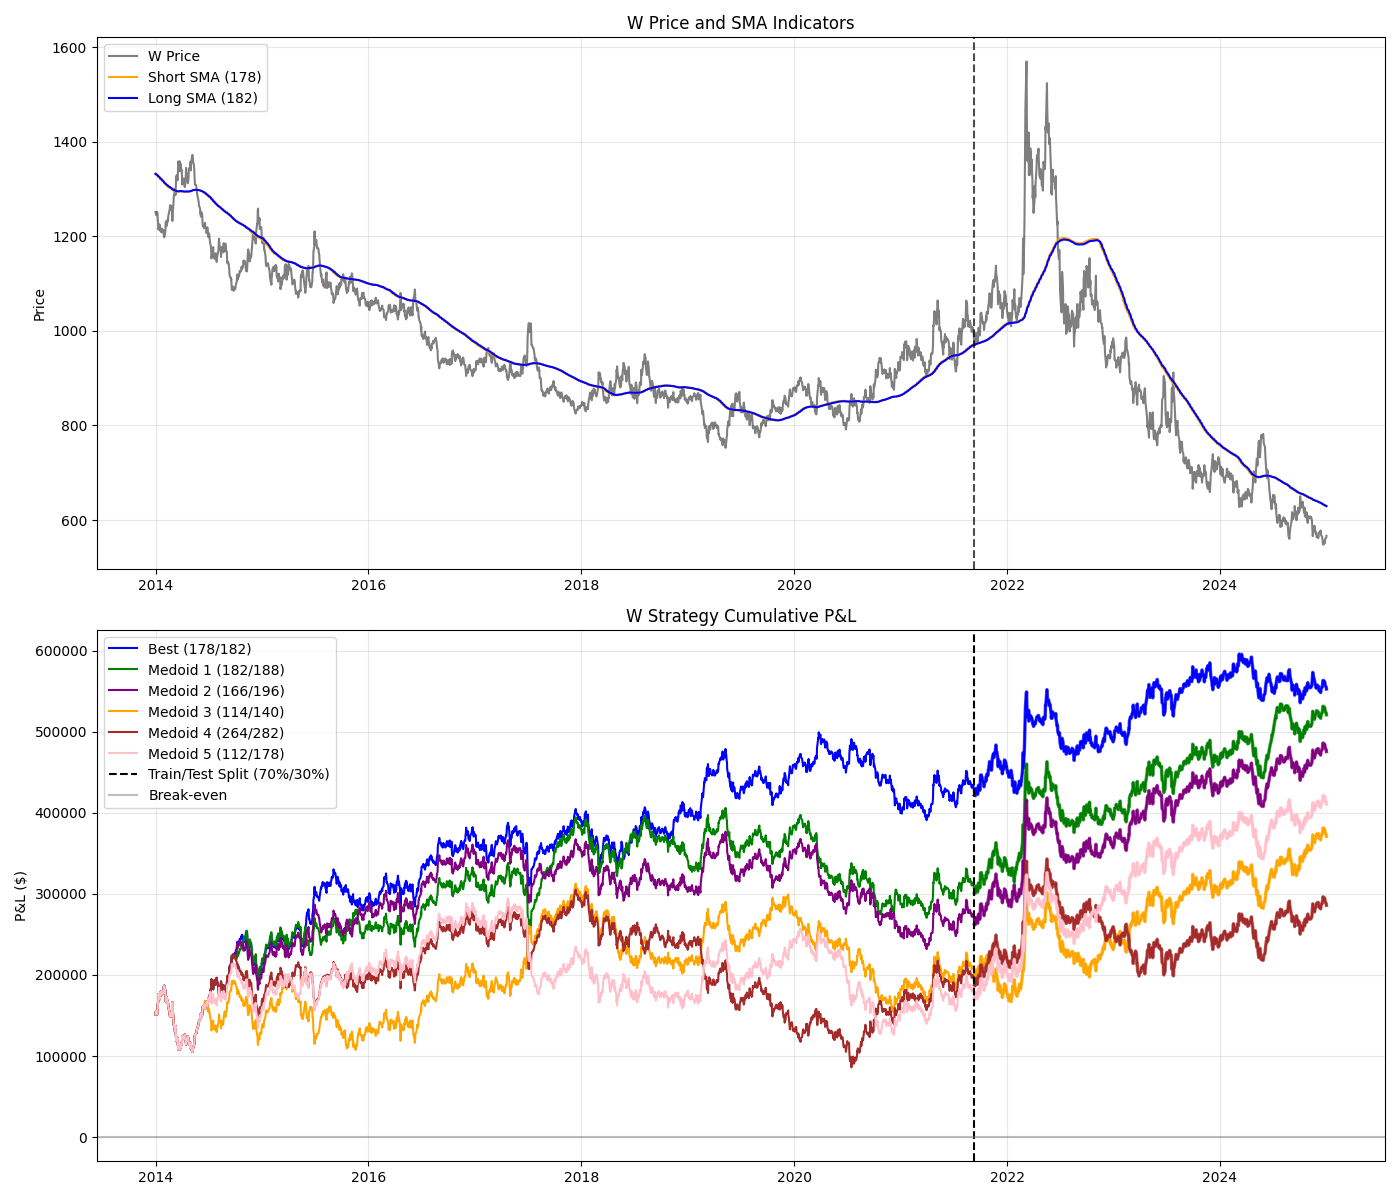 W Price and SMA Indicators
W Price
Short SMA (178)
Long SMA (182)
Price
1600
1400
1200
1000
800
600
2014
2016
2018
2020
2022
2024
W Strategy Cumulative P&L
Best (178/182)
Medoid 1 (182/188)
Medoid 2 (166/196)
Medoid 3 (114/140)
Medoid 4 (264/282)
Medoid 5 (112/178)
Train/Test Split (70%/30%)
Break-even
P&L ($)
600000
500000
400000
300000
200000
100000
0
2014
2016
2018
2020
2022
2024